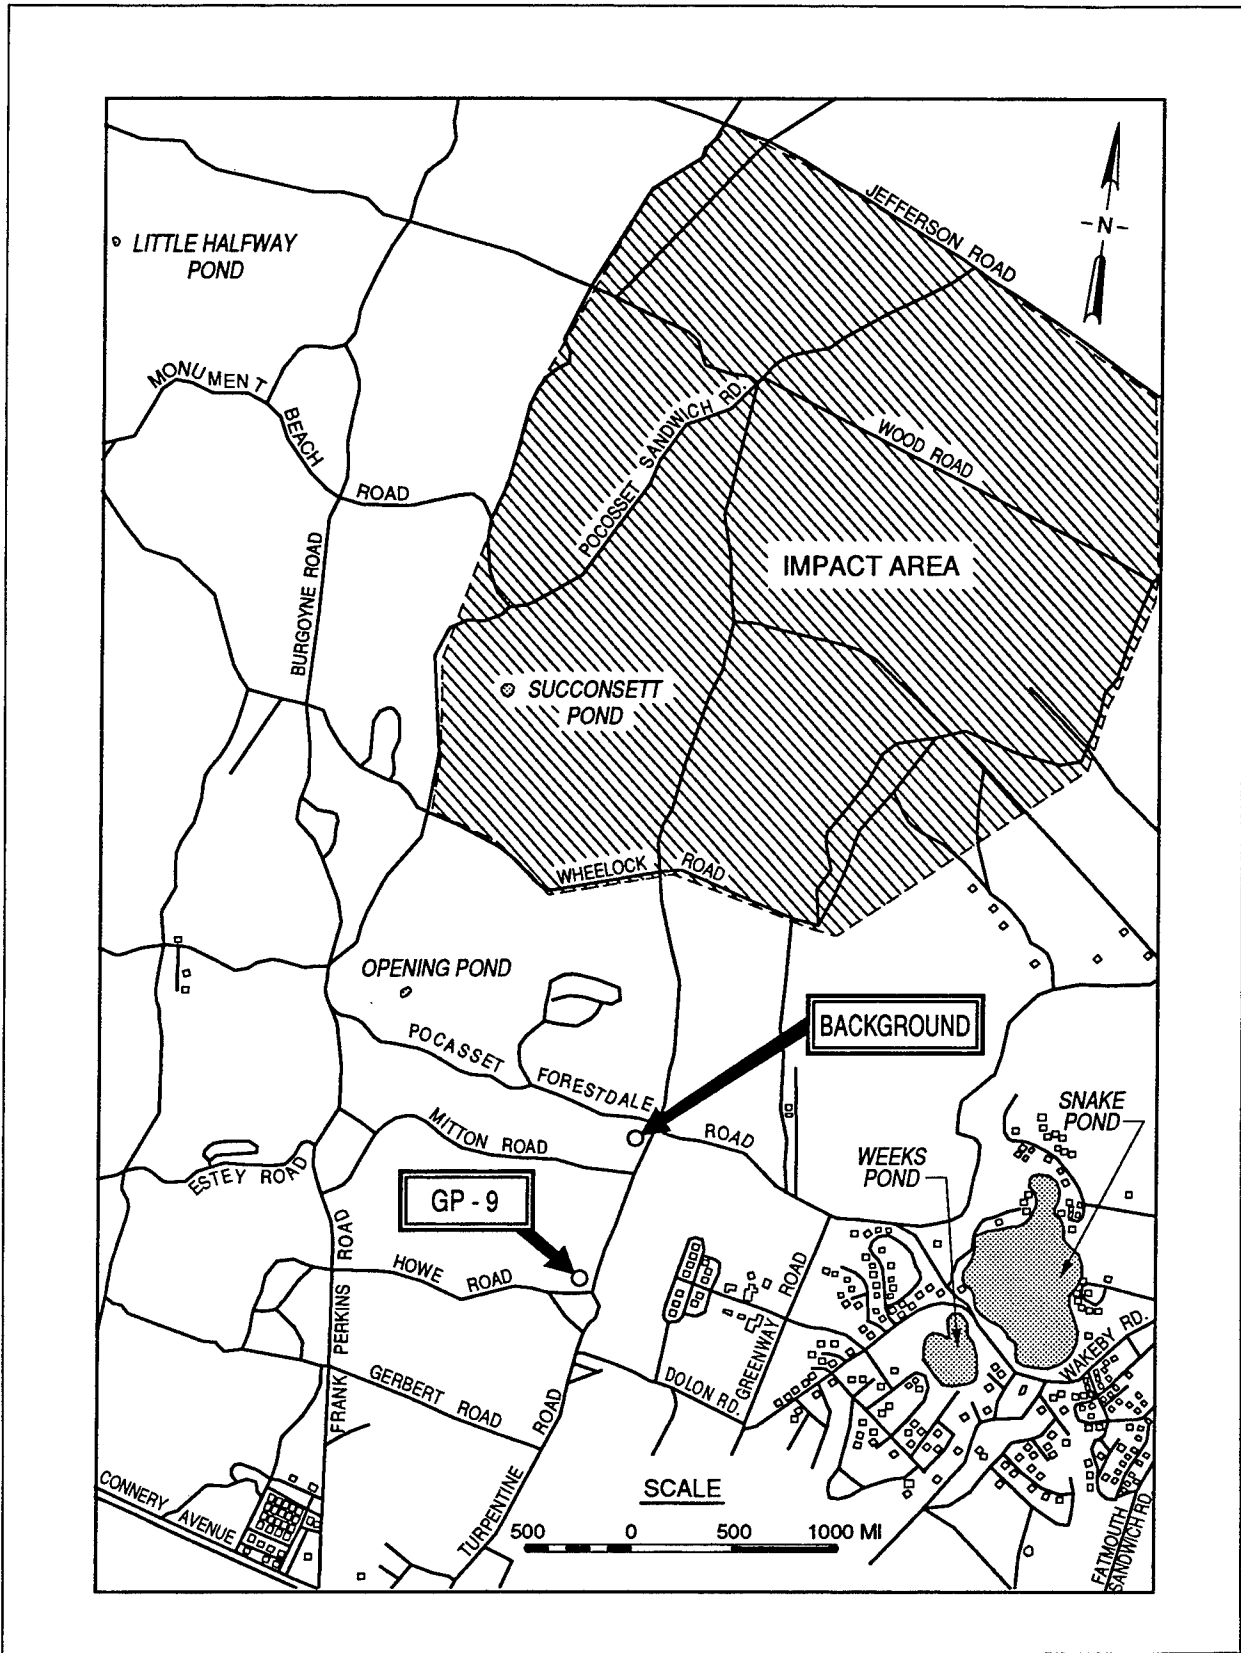 JEFFERSON ROAD
-N-
LITTLE HALFWAY
POND
MONUMENT
BEACH
ROAD
POCOSSET SANDWICH RD.
WOOD ROAD
BURGOYNE ROAD
IMPACT AREA
SUCCONSETT
POND
WHEELOCK ROAD
OPENING POND
BACKGROUND
POCASSET FORESTDALE ROAD
MITTON ROAD
SNAKE
POND
WEEKS
POND
ESTEY ROAD
GP - 9
HOWE ROAD
FRANK PERKINS ROAD
GREENWAY ROAD
WAKEBY RD.
GERBERT ROAD
DOLON RD.
TURPENTINE ROAD
CONNERY AVENUE
SCALE
500 0 500 1000 MI
FATMOUTH
SANDWICH RD.